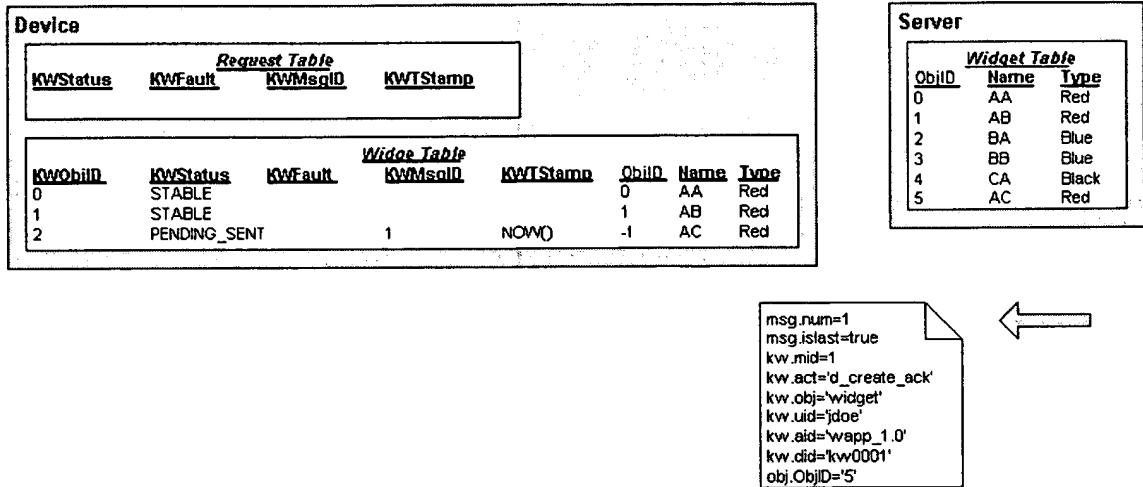 Device
Request Table
KWStatus KWFault KWMsgID KWTStamp
Widge Table
KWObjID KWStatus KWFault KWMsgID KWTStamp ObjID Name Type
0 STABLE 0 AA Red
1 STABLE 1 AB Red
2 PENDING_SENT 1 NOW() -1 AC Red
Server
Widget Table
ObjID Name Type
0 AA Red
1 AB Red
2 BA Blue
3 BB Blue
4 CA Black
5 AC Red
msg.num=1
msg.islast=true
kw.mid=1
kw.act='d_create_ack'
kw.obj='widget'
kw.uid='jdoe'
kw.aid='wapp_1.0'
kw.did='kw0001'
obj.ObjID='5'